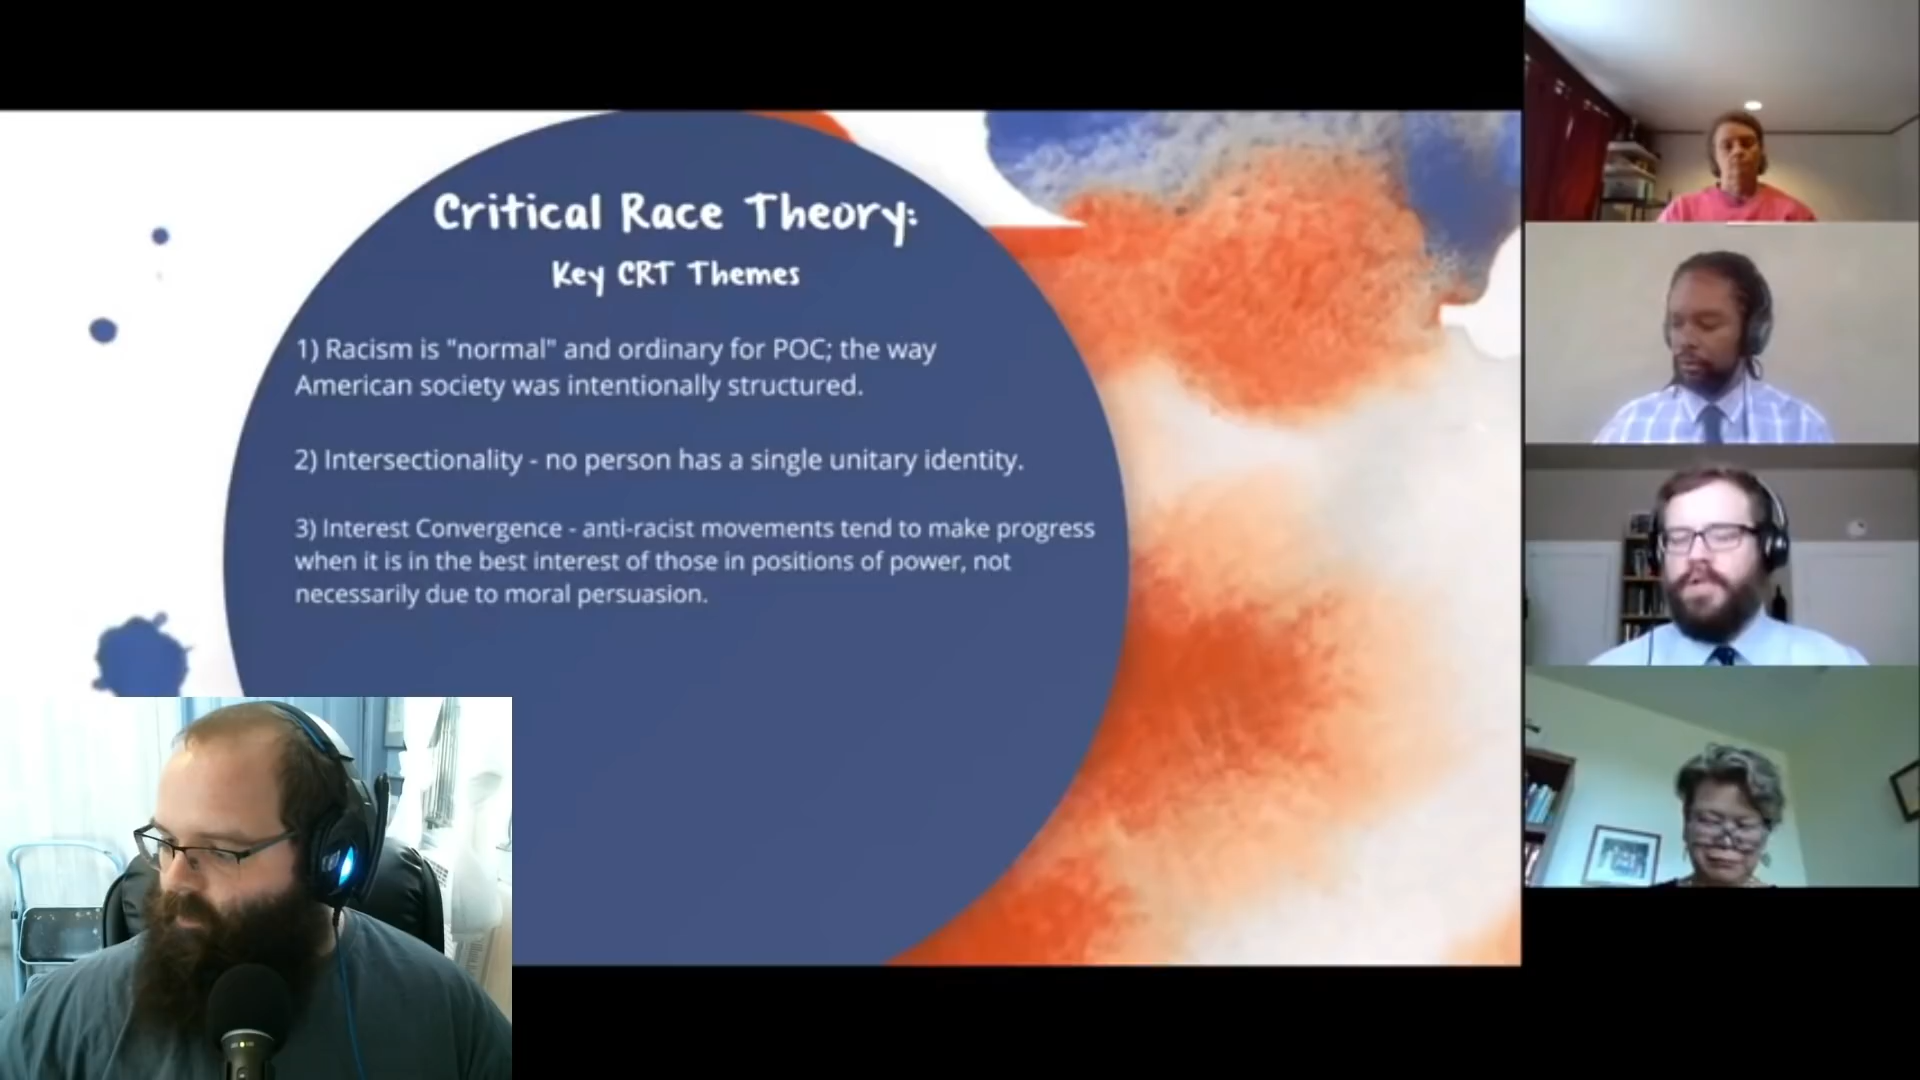 Critical Race Theory:
Key CRT Themes
1) Racism is "normal" and ordinary for POC; the way
American society was intentionally structured.
2) Intersectionality - no person has a single unitary identity.
3) Interest Convergence - anti-racist movements tend to make progress
when it is in the best interest of those in positions of power, not
necessarily due to moral persuasion.